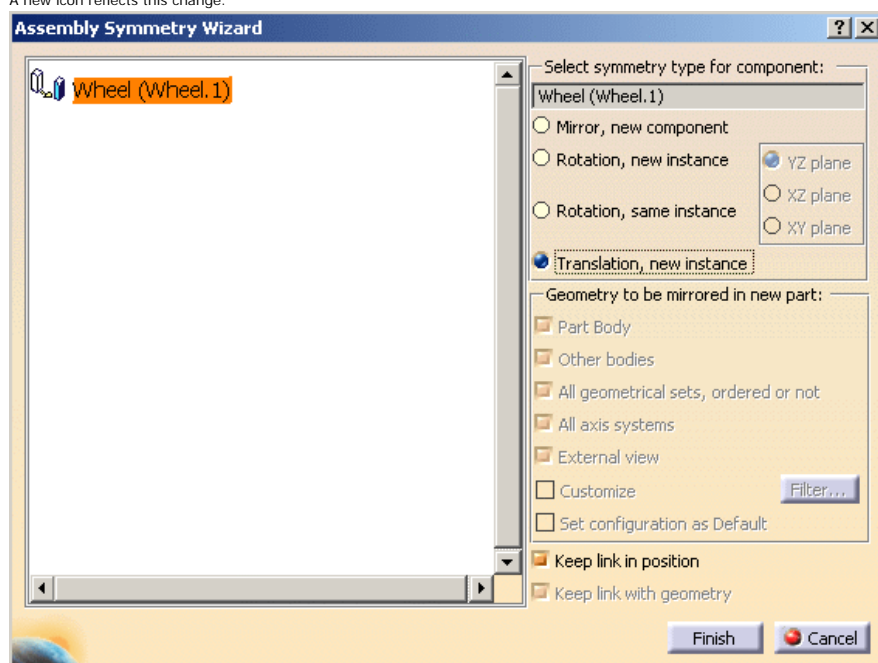 A new icon reflects this change.
Assembly Symmetry Wizard
Wheel (Wheel.1)
Select symmetry type for component:
Wheel (Wheel.1)
Mirror, new component
Rotation, new instance
YZ plane
XZ plane
Rotation, same instance
XY plane
Translation, new instance
Geometry to be mirrored in new part:
Part Body
Other bodies
All geometrical sets, ordered or not
All axis systems
External view
Customize
Filter...
Set configuration as Default
Keep link in position
Keep link with geometry
Finish
Cancel